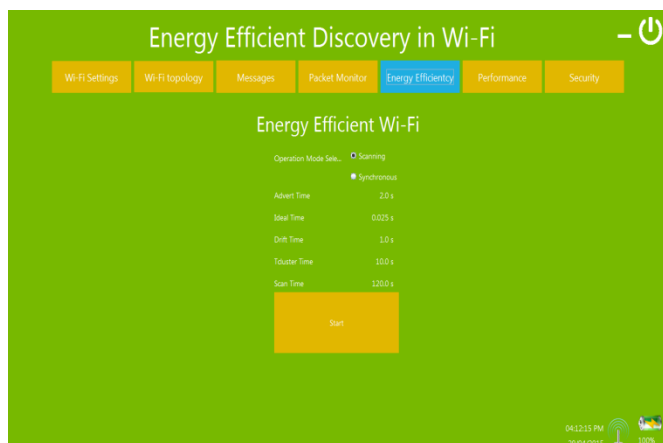 Energy Efficient Discovery in Wi-Fi
Wi-Fi Settings Wi-Fi topology Messages Packet Monitor Energy Efficientcy Performance Security
Energy Efficient Wi-Fi
Operation Mode Sele... Scanning
Synchronous
Advert Time 2.0 s
Ideal Time 0.025 s
Drift Time 1.0 s
Tcluster Time 10.0 s
Scan Time 120.0 s
Start
04:12:15 PM
100%